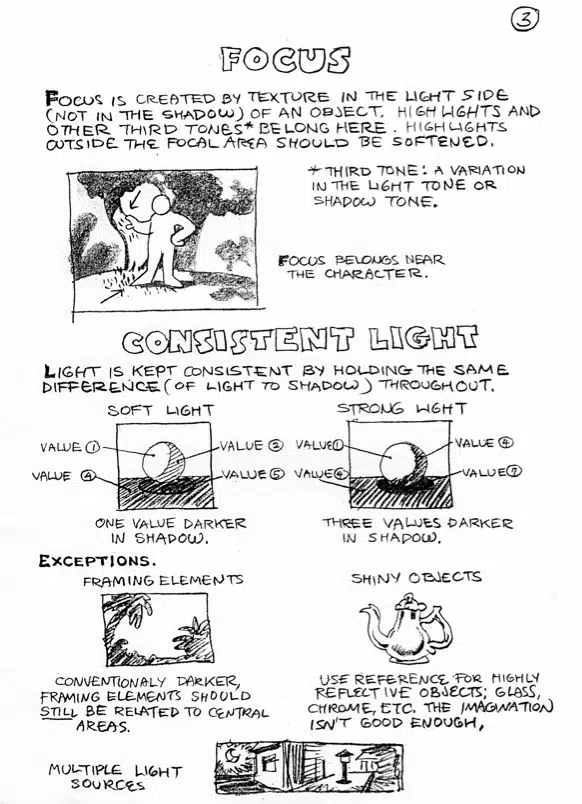 3
FOCUS
FOCUS IS CREATED BY TEXTURE IN THE LIGHT SIDE
(NOT IN THE SHADOW) OF AN OBJECT. HIGHLIGHTS AND
OTHER THIRD TONES* BELONG HERE. HIGHLIGHTS
OUTSIDE THE FOCAL AREA SHOULD BE SOFTENED.
* THIRD TONE: A VARIATION
IN THE LIGHT TONE OR
SHADOW TONE.
FOCUS BELONGS NEAR
THE CHARACTER.
CONSISTENT LIGHT
LIGHT IS KEPT CONSISTENT BY HOLDING THE SAME
DIFFERENCE (OF LIGHT TO SHADOW) THROUGHOUT.
SOFT LIGHT
VALUE 1
VALUE 2
VALUE 4
VALUE 5
ONE VALUE DARKER
IN SHADOW.
STRONG LIGHT
VALUE 1
VALUE 4
VALUE 4
VALUE 7
THREE VALUES DARKER
IN SHADOW.
EXCEPTIONS.
FRAMING ELEMENTS
CONVENTIONALY DARKER,
FRAMING ELEMENTS SHOULD
STILL BE RELATED TO CENTRAL
AREAS.
SHINY OBJECTS
USE REFERENCE FOR HIGHLY
REFLECTIVE OBJECTS; GLASS,
CHROME, ETC. THE IMAGINATION
ISN'T GOOD ENOUGH,
MULTIPLE LIGHT
SOURCES